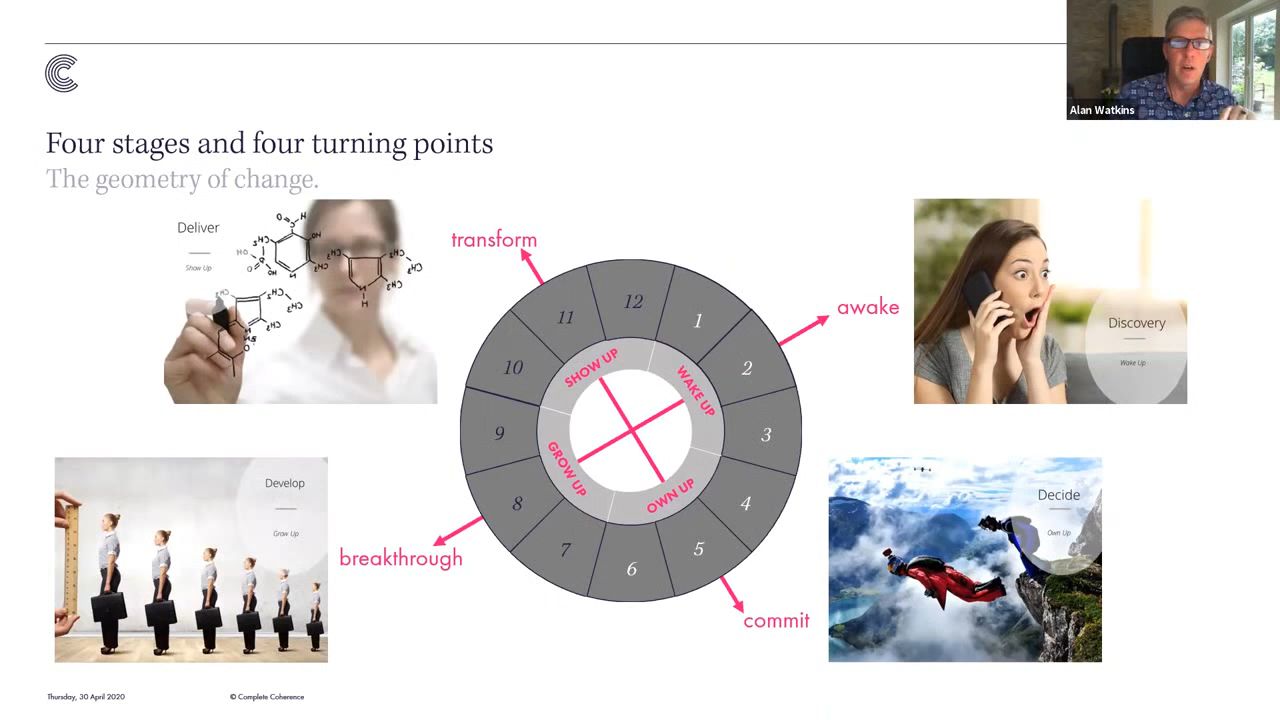 Alan Watkins
Four stages and four turning points
The geometry of change.
Deliver
Show Up
transform
awake
Discovery
Wake Up
12
1
2
3
4
5
6
7
8
9
10
11
SHOW UP
WAKE UP
OWN UP
GROW UP
Develop
Grow Up
breakthrough
commit
Decide
Own Up
Thursday, 30 April 2020
© Complete Coherence